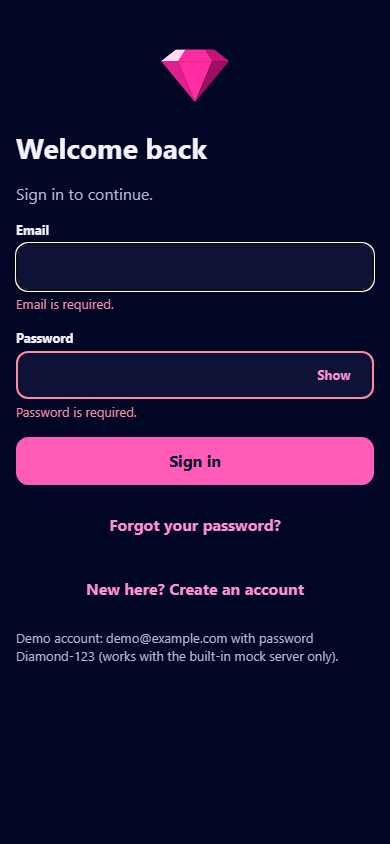 Welcome back
Sign in to continue.
Email
Email is required.
Password
Show
Password is required.
Sign in
Forgot your password?
New here? Create an account
Demo account: demo@example.com with password
Diamond-123 (works with the built-in mock server only).